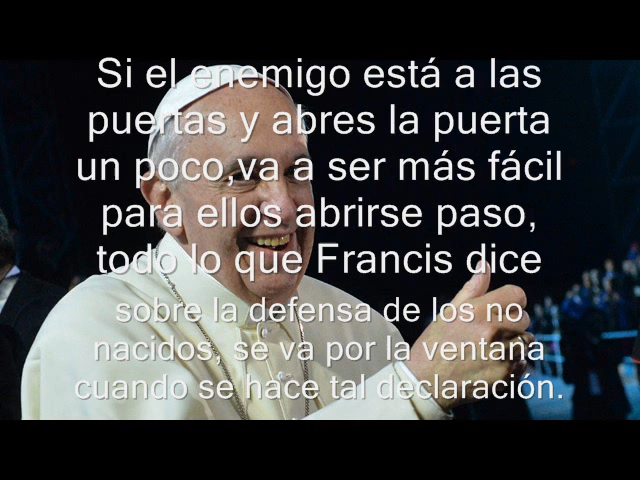 Si el enemigo está a las
puertas y abres la puerta
un poco,va a ser más fácil
para ellos abrirse paso,
todo lo que Francis dice
sobre la defensa de los no
nacidos, se va por la ventana
cuando se hace tal declaración.